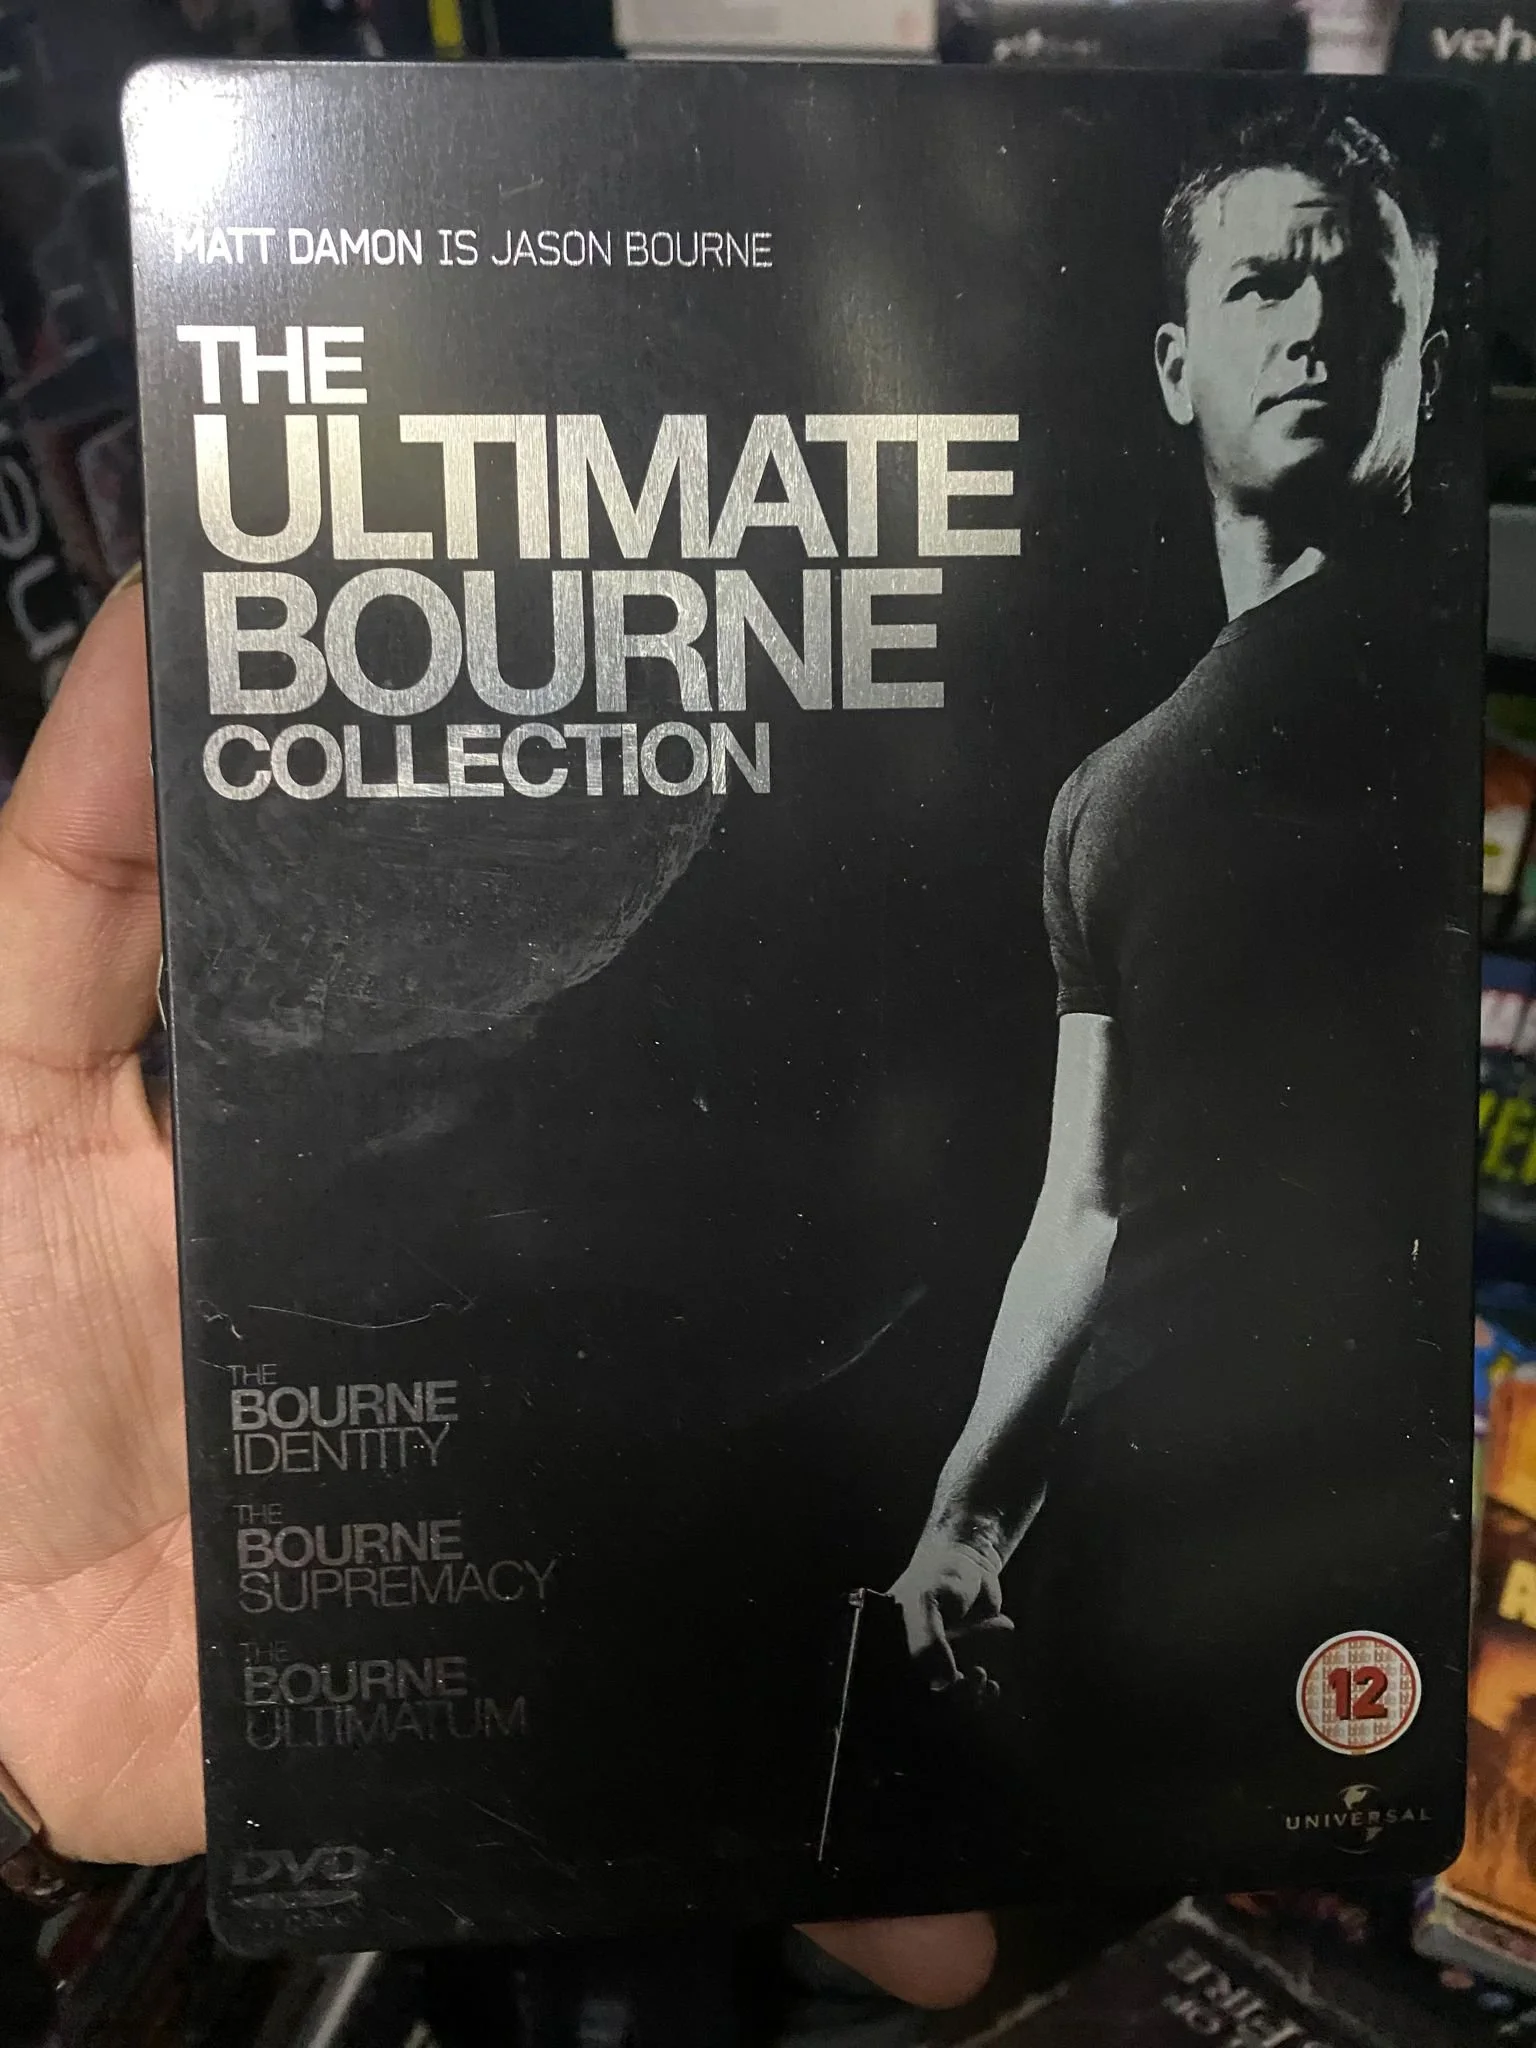 veh
MATT DAMON IS JASON BOURNE
THE
ULTIMATE
BOURNE
COLLECTION
THE
BOURNE
IDENTITY
THE
BOURNE
SUPREMACY
THE
BOURNE
ULTIMATUM
12
UNIVERSAL
DVD